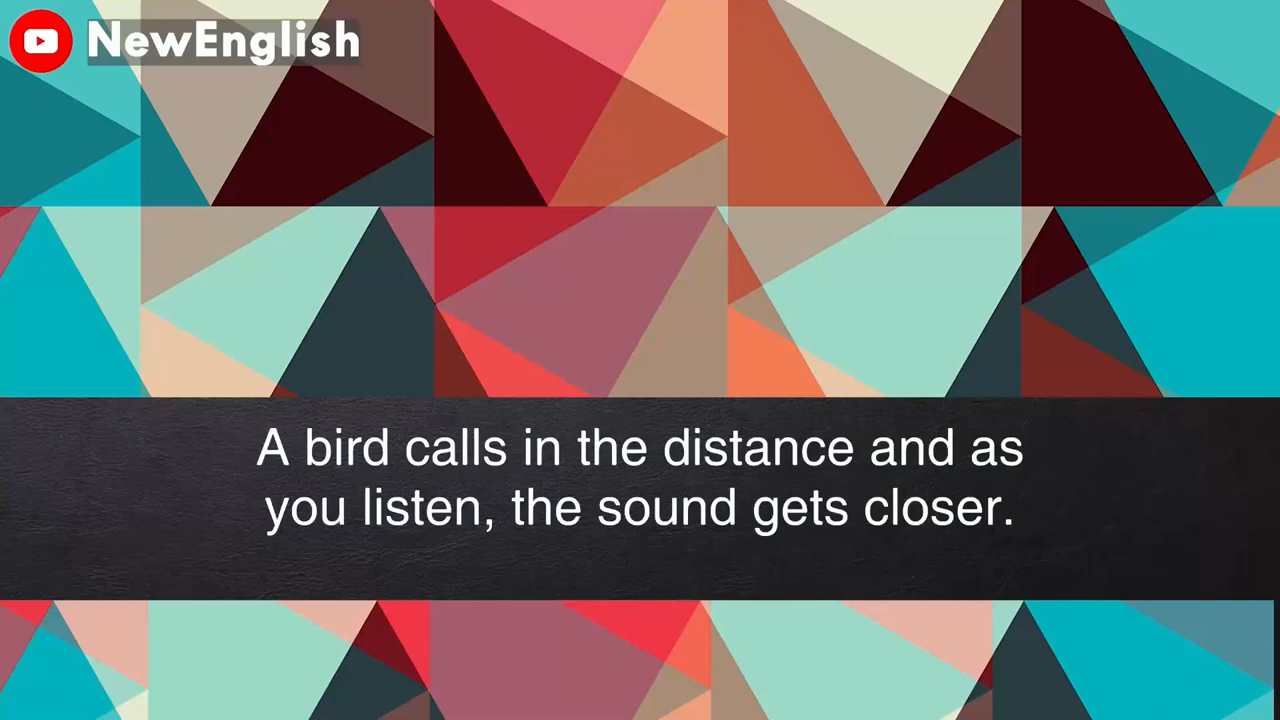 NewEnglish
A bird calls in the distance and as
you listen, the sound gets closer.